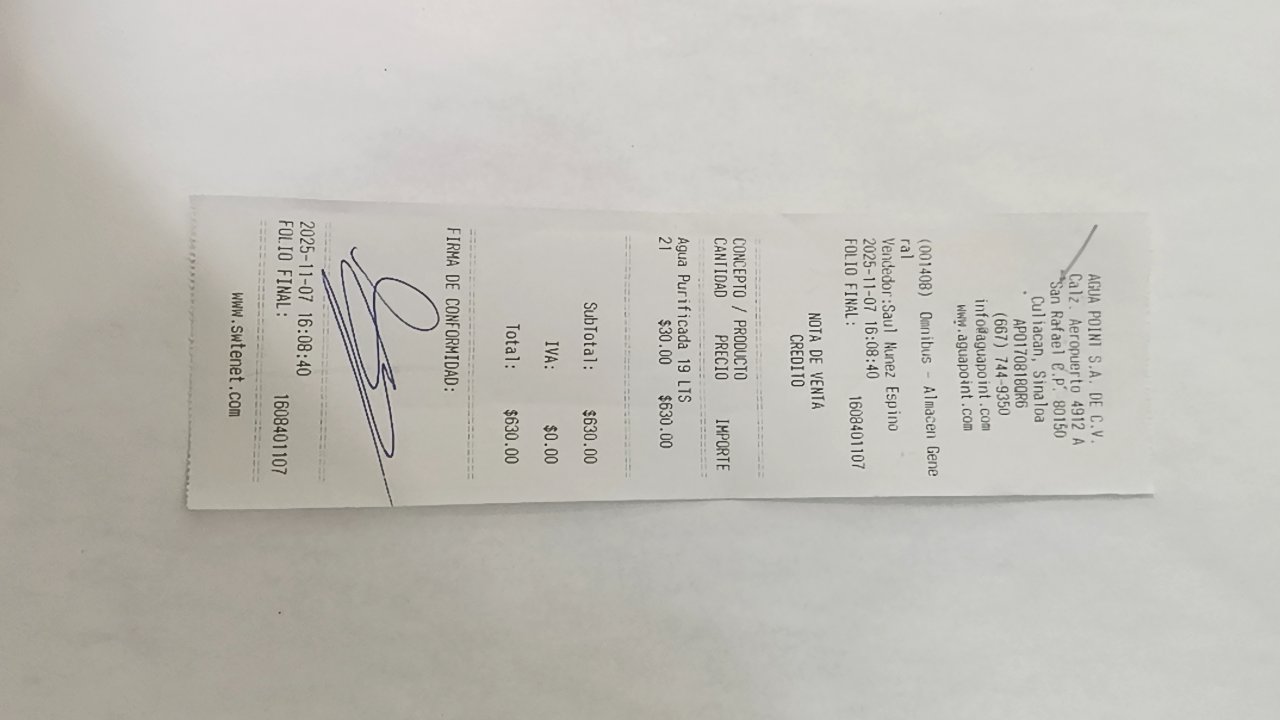 AGUA POINT S.A. DE C.V.
Calz. Aeropuerto 4912 A
San Rafael C.P. 80150
Culiacan, Sinaloa
APO170818QR6
(667) 744-9350
info@aguapoint.com
www.aguapoint.com
(001408) Omnibus - Almacen Gene
ral
Vendedor:Saul Nunez Espino
2025-11-07 16:08:40
FOLIO FINAL: 1608401107
NOTA DE VENTA
CREDITO
CONCEPTO / PRODUCTO
CANTIDAD PRECIO IMPORTE
Agua Purificada 19 LTS
21 $30.00 $630.00
SubTotal: $630.00
IVA: $0.00
Total: $630.00
FIRMA DE CONFORMIDAD:
2025-11-07 16:08:40
FOLIO FINAL: 1608401107
www.swtenet.com